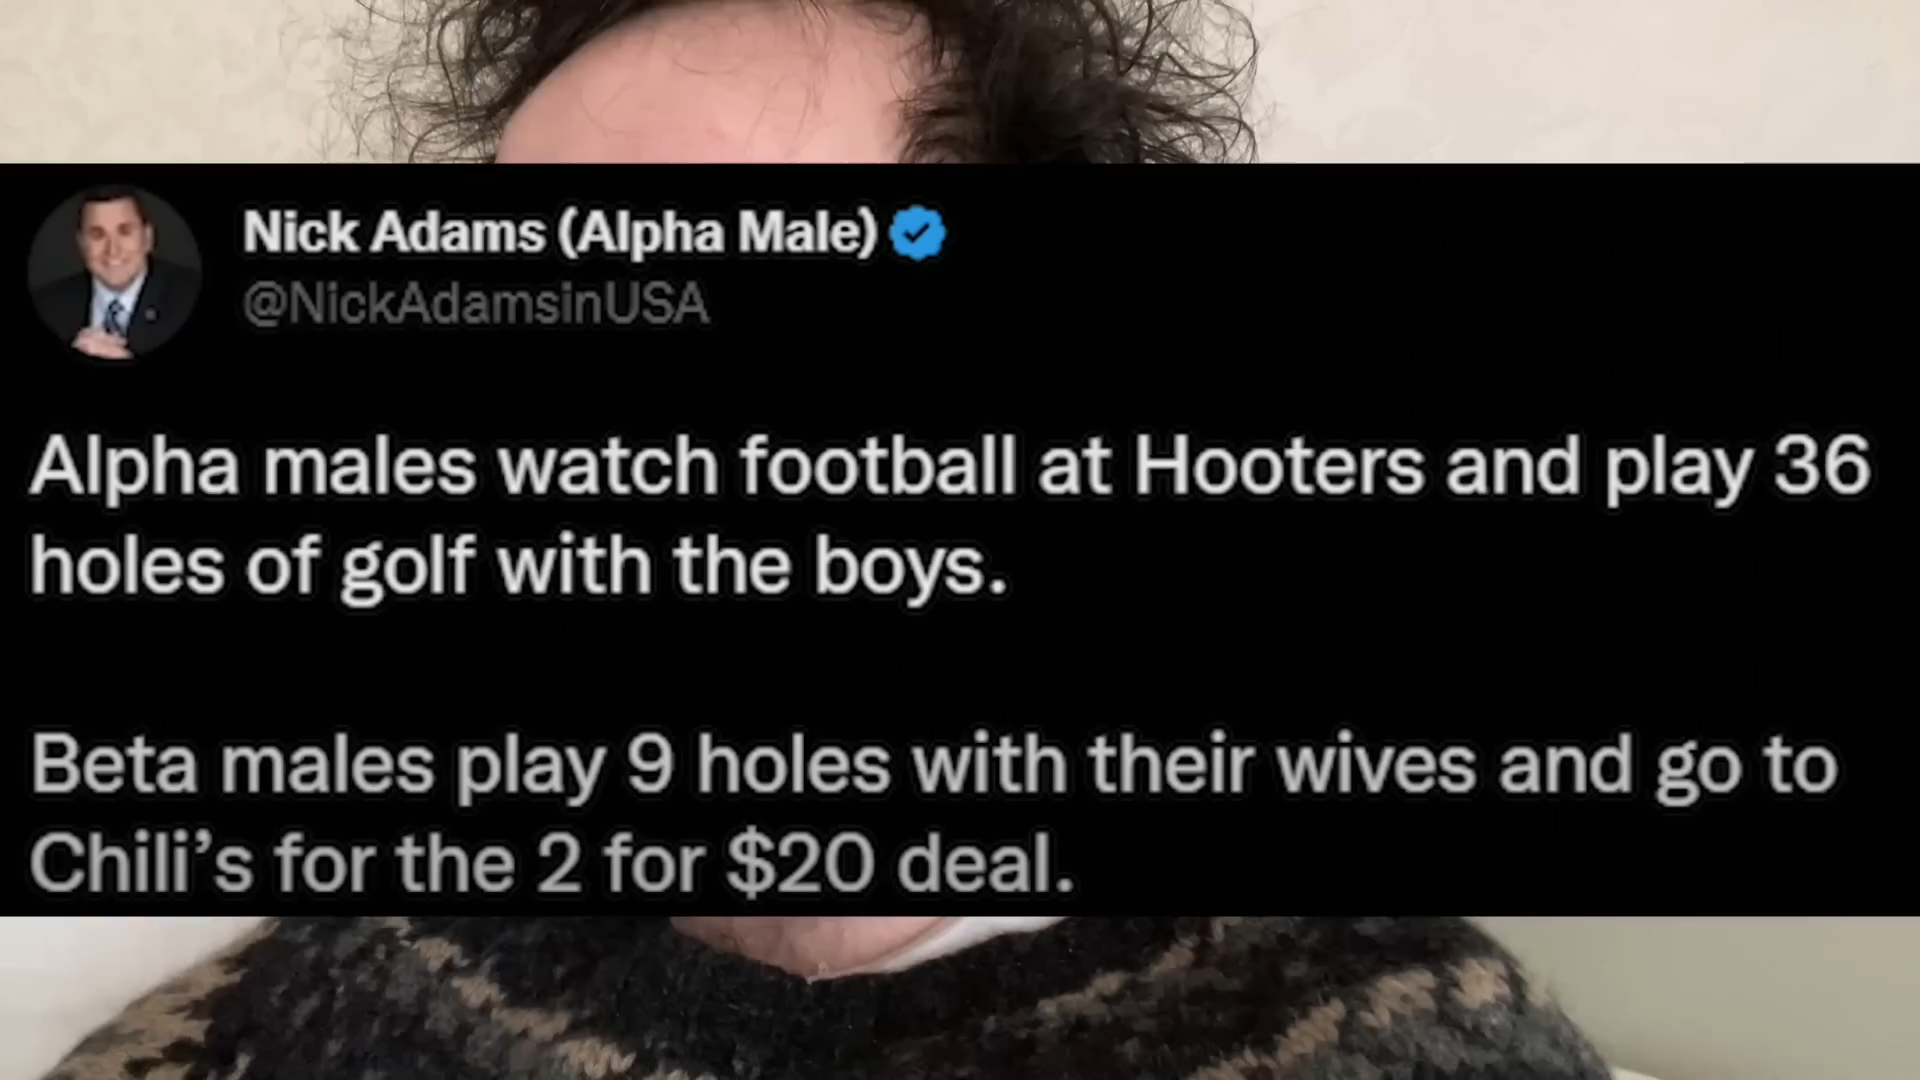 Nick Adams (Alpha Male)
@NickAdamsinUSA
Alpha males watch football at Hooters and play 36
holes of golf with the boys.
Beta males play 9 holes with their wives and go to
Chili’s for the 2 for $20 deal.